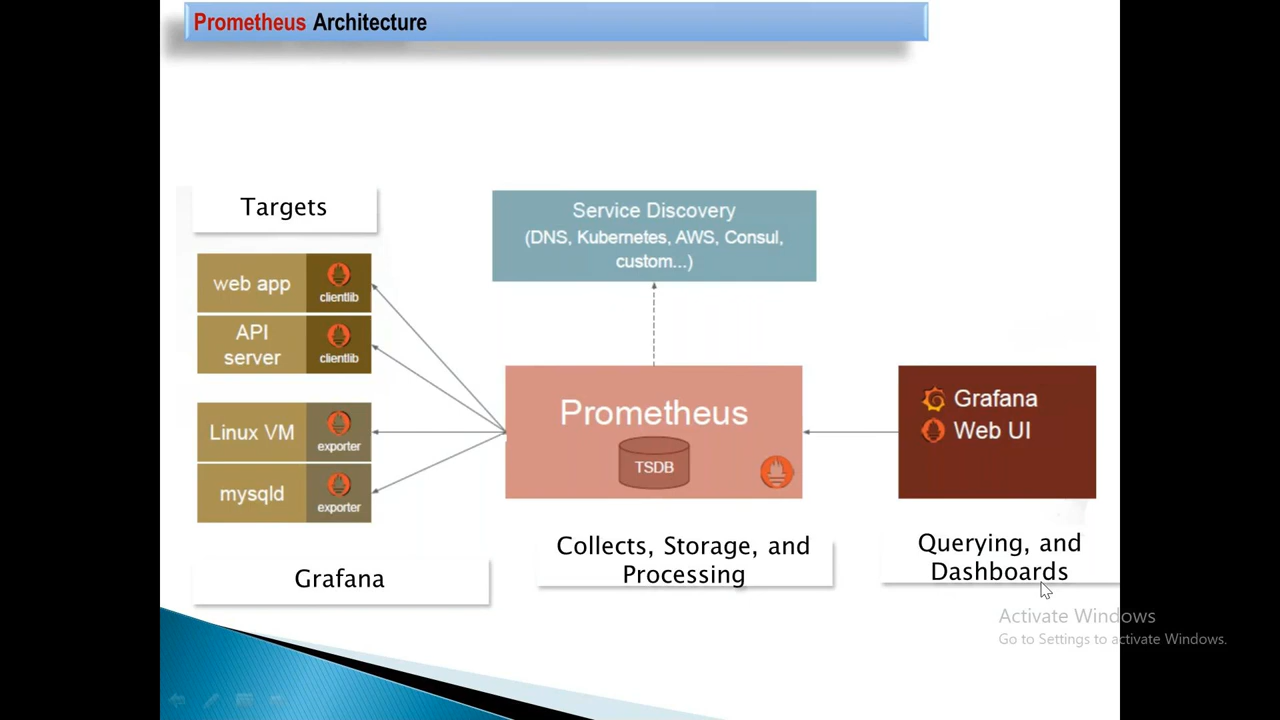 Prometheus Architecture
Targets
web app
clientlib
API
server
clientlib
Linux VM
exporter
mysqld
exporter
Grafana
Service Discovery
(DNS, Kubernetes, AWS, Consul,
custom...)
Prometheus
TSDB
Collects, Storage, and
Processing
Grafana
Web UI
Querying, and
Dashboards
Activate Windows
Go to Settings to activate Windows.